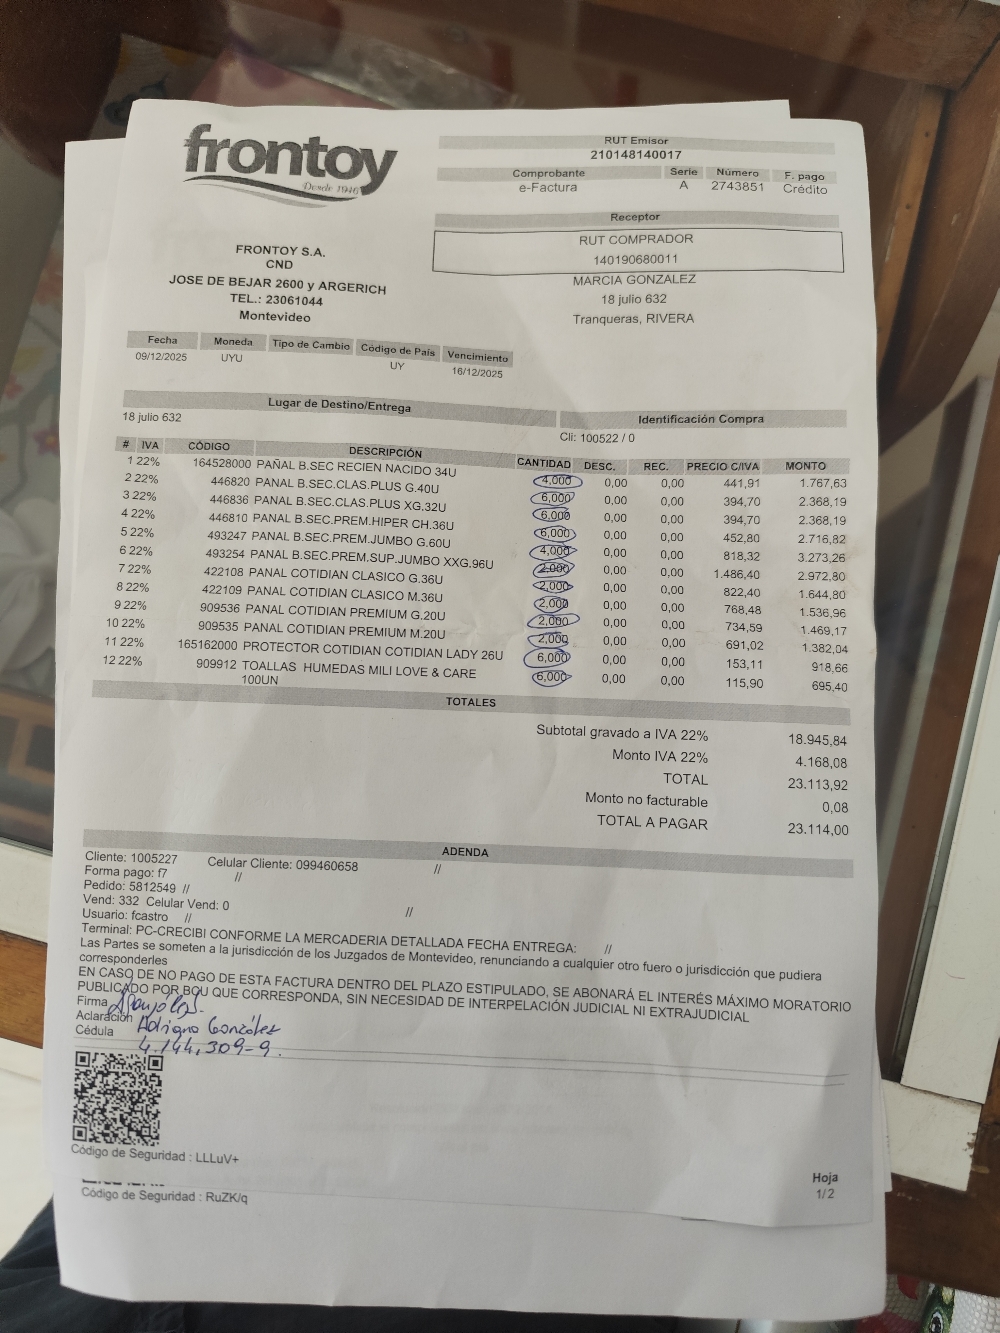 frontoy
Desde 1946
RUT Emisor
210148140017
Comprobante Serie Número F. pago
e-Factura A 2743851 Crédito
Receptor
RUT COMPRADOR
140190680011
MARCIA GONZALEZ
18 julio 632
Tranqueras, RIVERA
FRONTOY S.A.
CND
JOSE DE BEJAR 2600 y ARGERICH
TEL.: 23061044
Montevideo
Fecha Moneda Tipo de Cambio Código de País Vencimiento
09/12/2025 UYU UY 16/12/2025
Lugar de Destino/Entrega Identificación Compra
18 julio 632 Cli: 100522 / 0
# IVA CÓDIGO DESCRIPCIÓN CANTIDAD DESC. REC. PRECIO C/IVA MONTO
1 22% 164528000 PAÑAL B.SEC RECIEN NACIDO 34U 4,000 0,00 0,00 441,91 1.767,63
2 22% 446820 PANAL B.SEC.CLAS.PLUS G.40U 6,000 0,00 0,00 394,70 2.368,19
3 22% 446836 PANAL B.SEC.CLAS.PLUS XG.32U 6,000 0,00 0,00 394,70 2.368,19
4 22% 446810 PANAL B.SEC.PREM.HIPER CH.36U 6,000 0,00 0,00 452,80 2.716,82
5 22% 493247 PANAL B.SEC.PREM.JUMBO G.60U 4,000 0,00 0,00 818,32 3.273,26
6 22% 493254 PANAL B.SEC.PREM.SUP.JUMBO XXG.96U 2,000 0,00 0,00 1.486,40 2.972,80
7 22% 422108 PANAL COTIDIAN CLASICO G.36U 2,000 0,00 0,00 822,40 1.644,80
8 22% 422109 PANAL COTIDIAN CLASICO M.36U 2,000 0,00 0,00 768,48 1.536,96
9 22% 909536 PANAL COTIDIAN PREMIUM G.20U 2,000 0,00 0,00 734,59 1.469,17
10 22% 909535 PANAL COTIDIAN PREMIUM M.20U 2,000 0,00 0,00 691,02 1.382,04
11 22% 165162000 PROTECTOR COTIDIAN COTIDIAN LADY 26U 6,000 0,00 0,00 153,11 918,66
12 22% 909912 TOALLAS HUMEDAS MILI LOVE & CARE 6,000 0,00 0,00 115,90 695,40
100UN
TOTALES
Subtotal gravado a IVA 22% 18.945,84
Monto IVA 22% 4.168,08
TOTAL 23.113,92
Monto no facturable 0,08
TOTAL A PAGAR 23.114,00
ADENDA
Cliente: 1005227 Celular Cliente: 099460658 //
Forma pago: f7 //
Pedido: 5812549 //
Vend: 332 Celular Vend: 0 //
Usuario: fcastro //
Terminal: PC-CRECIBI CONFORME LA MERCADERIA DETALLADA FECHA ENTREGA: //
Las Partes se someten a la jurisdicción de los Juzgados de Montevideo, renunciando a cualquier otro fuero o jurisdicción que pudiera
corresponderles
EN CASO DE NO PAGO DE ESTA FACTURA DENTRO DEL PLAZO ESTIPULADO, SE ABONARÁ EL INTERÉS MÁXIMO MORATORIO
PUBLICADO POR BCU QUE CORRESPONDA, SIN NECESIDAD DE INTERPELACIÓN JUDICIAL NI EXTRAJUDICIAL
Firma
Aclaración Adriana González
Cédula 4.144.309-9.
Código de Seguridad : LLLuV+
Hoja
1/2
Código de Seguridad : RuZK/q